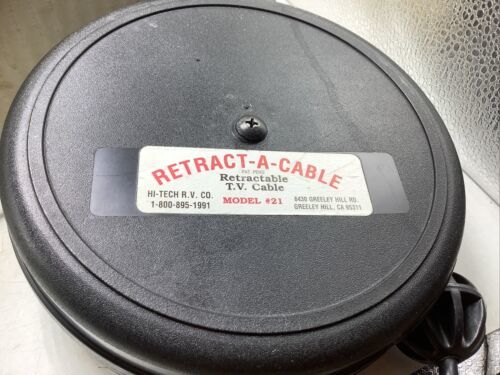 RETRACT-A-CABLE
PAT PEND
Retractable
T.V. Cable
MODEL #21
HI-TECH R.V. CO.
1-800-895-1991
8430 GREELEY HILL RD.
GREELEY HILL, CA 95311